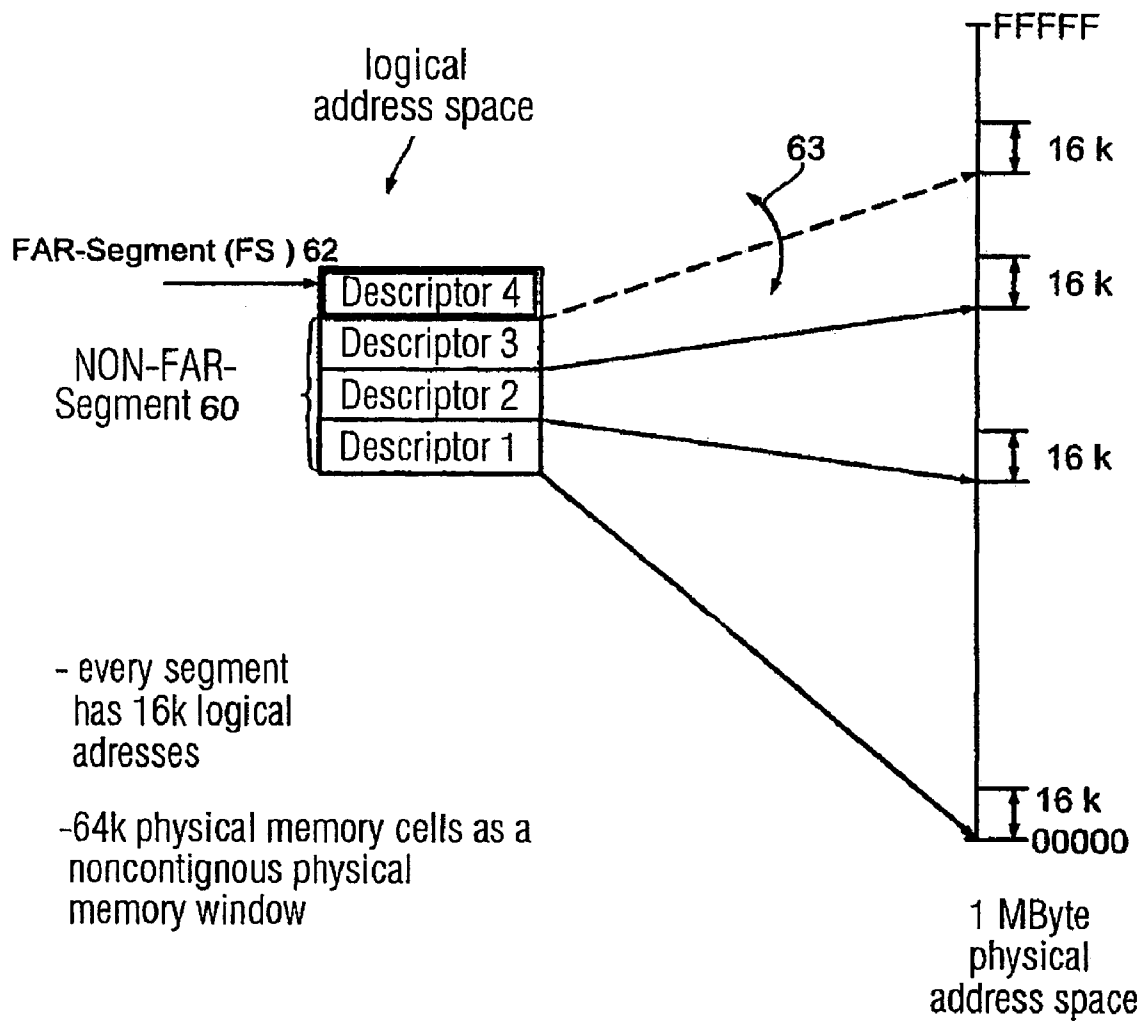 FFFFF
logical
address space
63
16 k
FAR-Segment (FS ) 62
16 k
Descriptor 4
Descriptor 3
NON-FAR-
Segment 60
Descriptor 2
Descriptor 1
16 k
- every segment
has 16k logical
adresses
16 k
00000
-64k physical memory cells as a
noncontignous physical
memory window
1 MByte
physical
address space